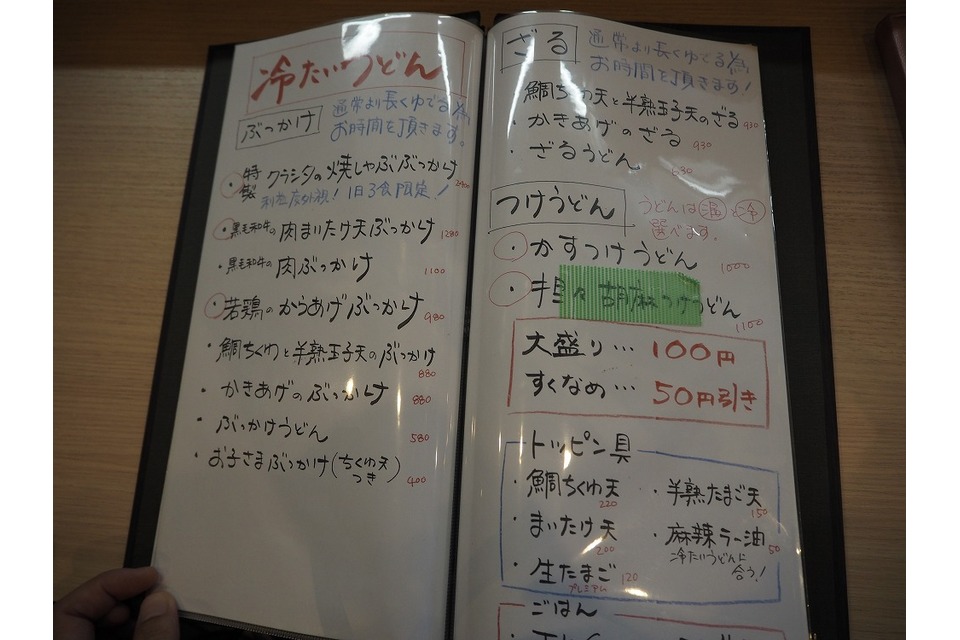 冷たいうどん
ぶっかけ
通常より長くゆでる為、
お時間を頂きます。
・特製 クラシタの焼しゃぶぶっかけ
利益度外視！1日3食限定！
・黒毛和牛の肉まいたけ天ぶっかけ 1280
・黒毛和牛の肉ぶっかけ 1100
・若鶏のからあげぶっかけ 980
・鯛ちくわと半熟玉子天のぶっかけ 880
・かきあげのぶっかけ 880
・ぶっかけうどん 580
・お子さまぶっかけ(ちくわ天つき) 400
ざる
通常より長くゆでる為、
お時間を頂きます！
鯛ちくわ天と半熟玉子天のざる 930
・かきあげのざる 930
・ざるうどん 630
つけうどん
うどんは温冷
選べます。
・かすつけうどん 1000
・担々胡麻つけうどん 1100
大盛り… 100円
すくなめ… 50円引き
トッピン具
・鯛ちくわ天 220
・半熟たまご天 150
・まいたけ天 200
・麻辣ラー油 50
冷たいうどんに
合う！
・生たまご 120
プレミアム
ごはん